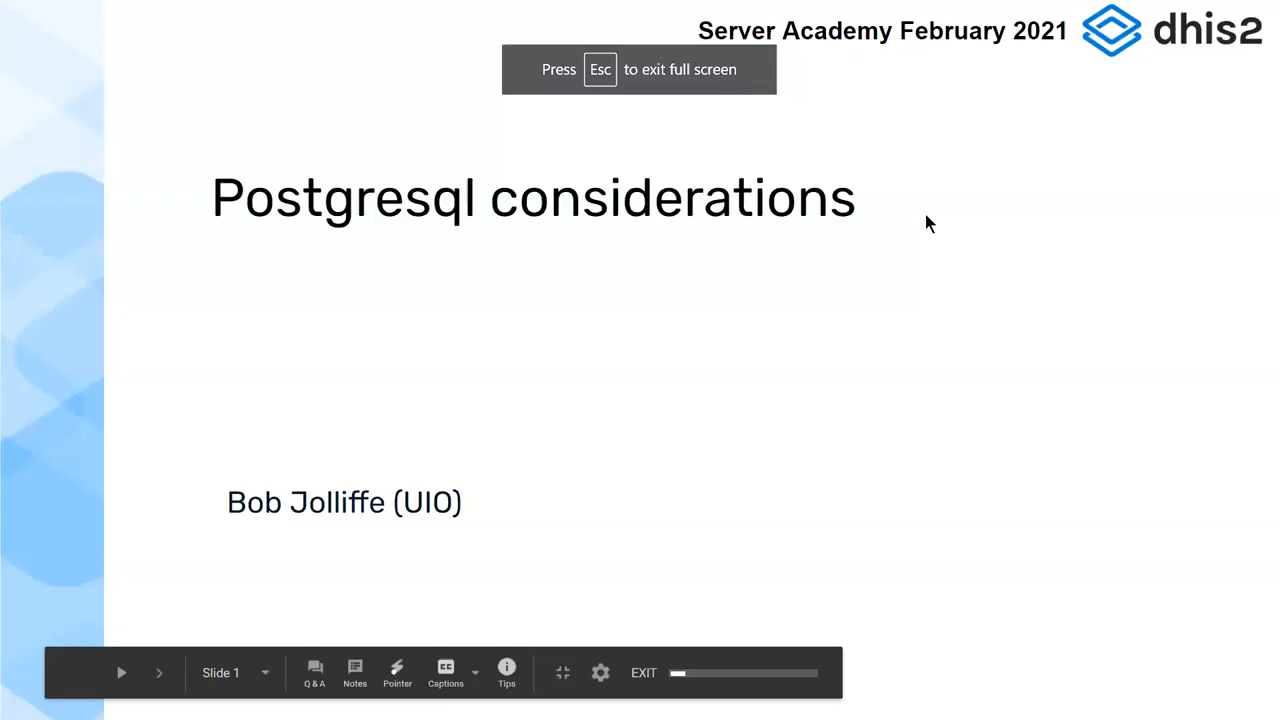 Server Academy February 2021 dhis2
Press Esc to exit full screen
Postgresql considerations
Bob Jolliffe (UIO)
Slide 1 Q & A Notes Pointer CC Captions Tips EXIT